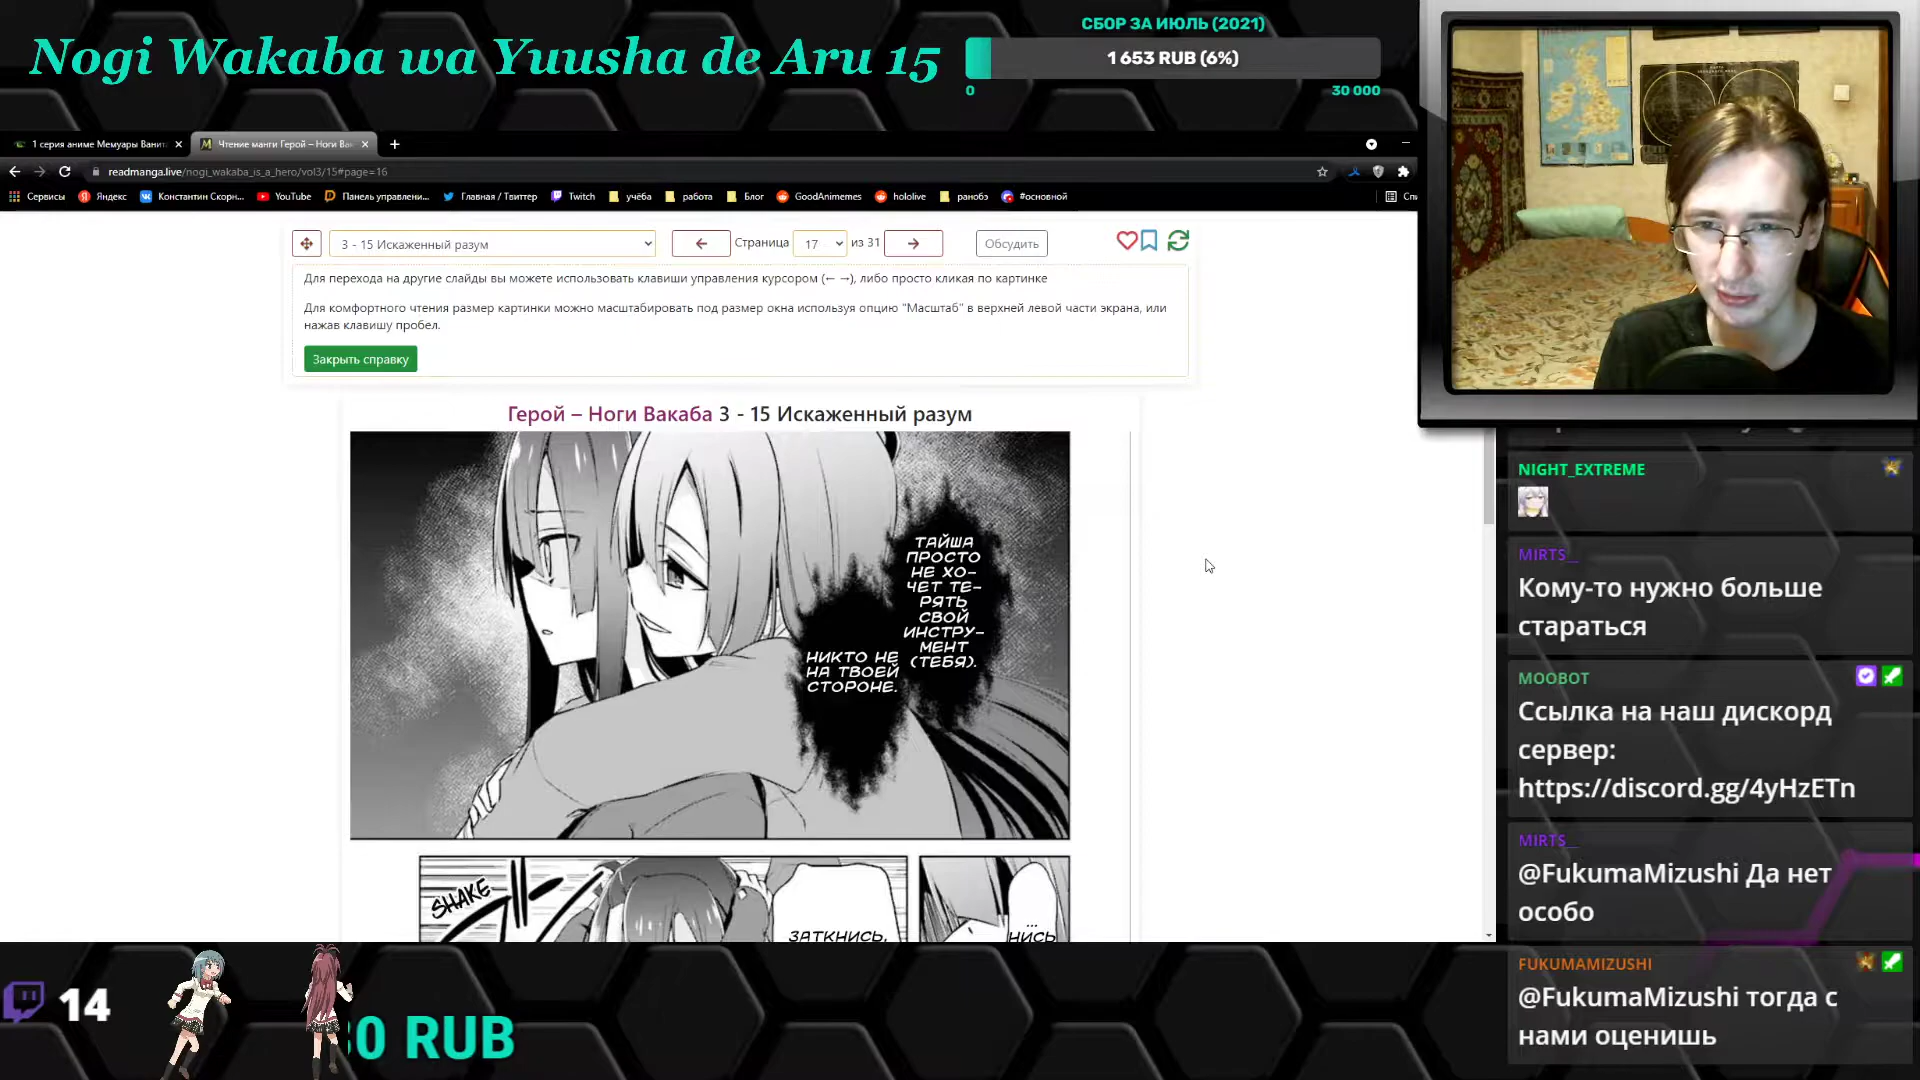 Nogi Wakaba wa Yuusha de Aru 15
СБОР ЗА ИЮЛЬ (2021)
1 653 RUB (6%)
0
30 000
1 серия аниме Мемуары Ванит
Чтение манги Герой – Ноги Ва
readmanga.live/nogi_wakaba_is_a_hero/vol3/15#page=16
Сервисы
Яндекс
Константин Скорн...
YouTube
Панель управлени...
Главная / Твиттер
Twitch
учёба
работа
Блог
GoodAnimemes
hololive
ранобэ
#основной
Сп
3 - 15 Искаженный разум
Страница
17
из 31
Обсудить
Для перехода на другие слайды вы можете использовать клавиши управления курсором (← →), либо просто кликая по картинке
Для комфортного чтения размер картинки можно масштабировать под размер окна используя опцию "Масштаб" в верхней левой части экрана, или
нажав клавишу пробел.
Закрыть справку
Герой – Ноги Вакаба 3 - 15 Искаженный разум
ТАЙША
ПРОСТО
НЕ ХО-
ЧЕТ ТЕ-
РЯТЬ
СВОЙ
ИНСТРУ-
МЕНТ
(ТЕБЯ).
НИКТО НЕ
НА ТВОЕЙ
СТОРОНЕ.
SHAKE
ЗАТКНИСЬ,
...
НИСЬ
NIGHT_EXTREME
MIRTS__
Кому-то нужно больше
стараться
MOOBOT
Ссылка на наш дискорд
сервер:
https://discord.gg/4yHzETn
MIRTS__
@FukumaMizushi Да нет
особо
FUKUMAMIZUSHI
@FukumaMizushi тогда с
нами оценишь
14
0 RUB